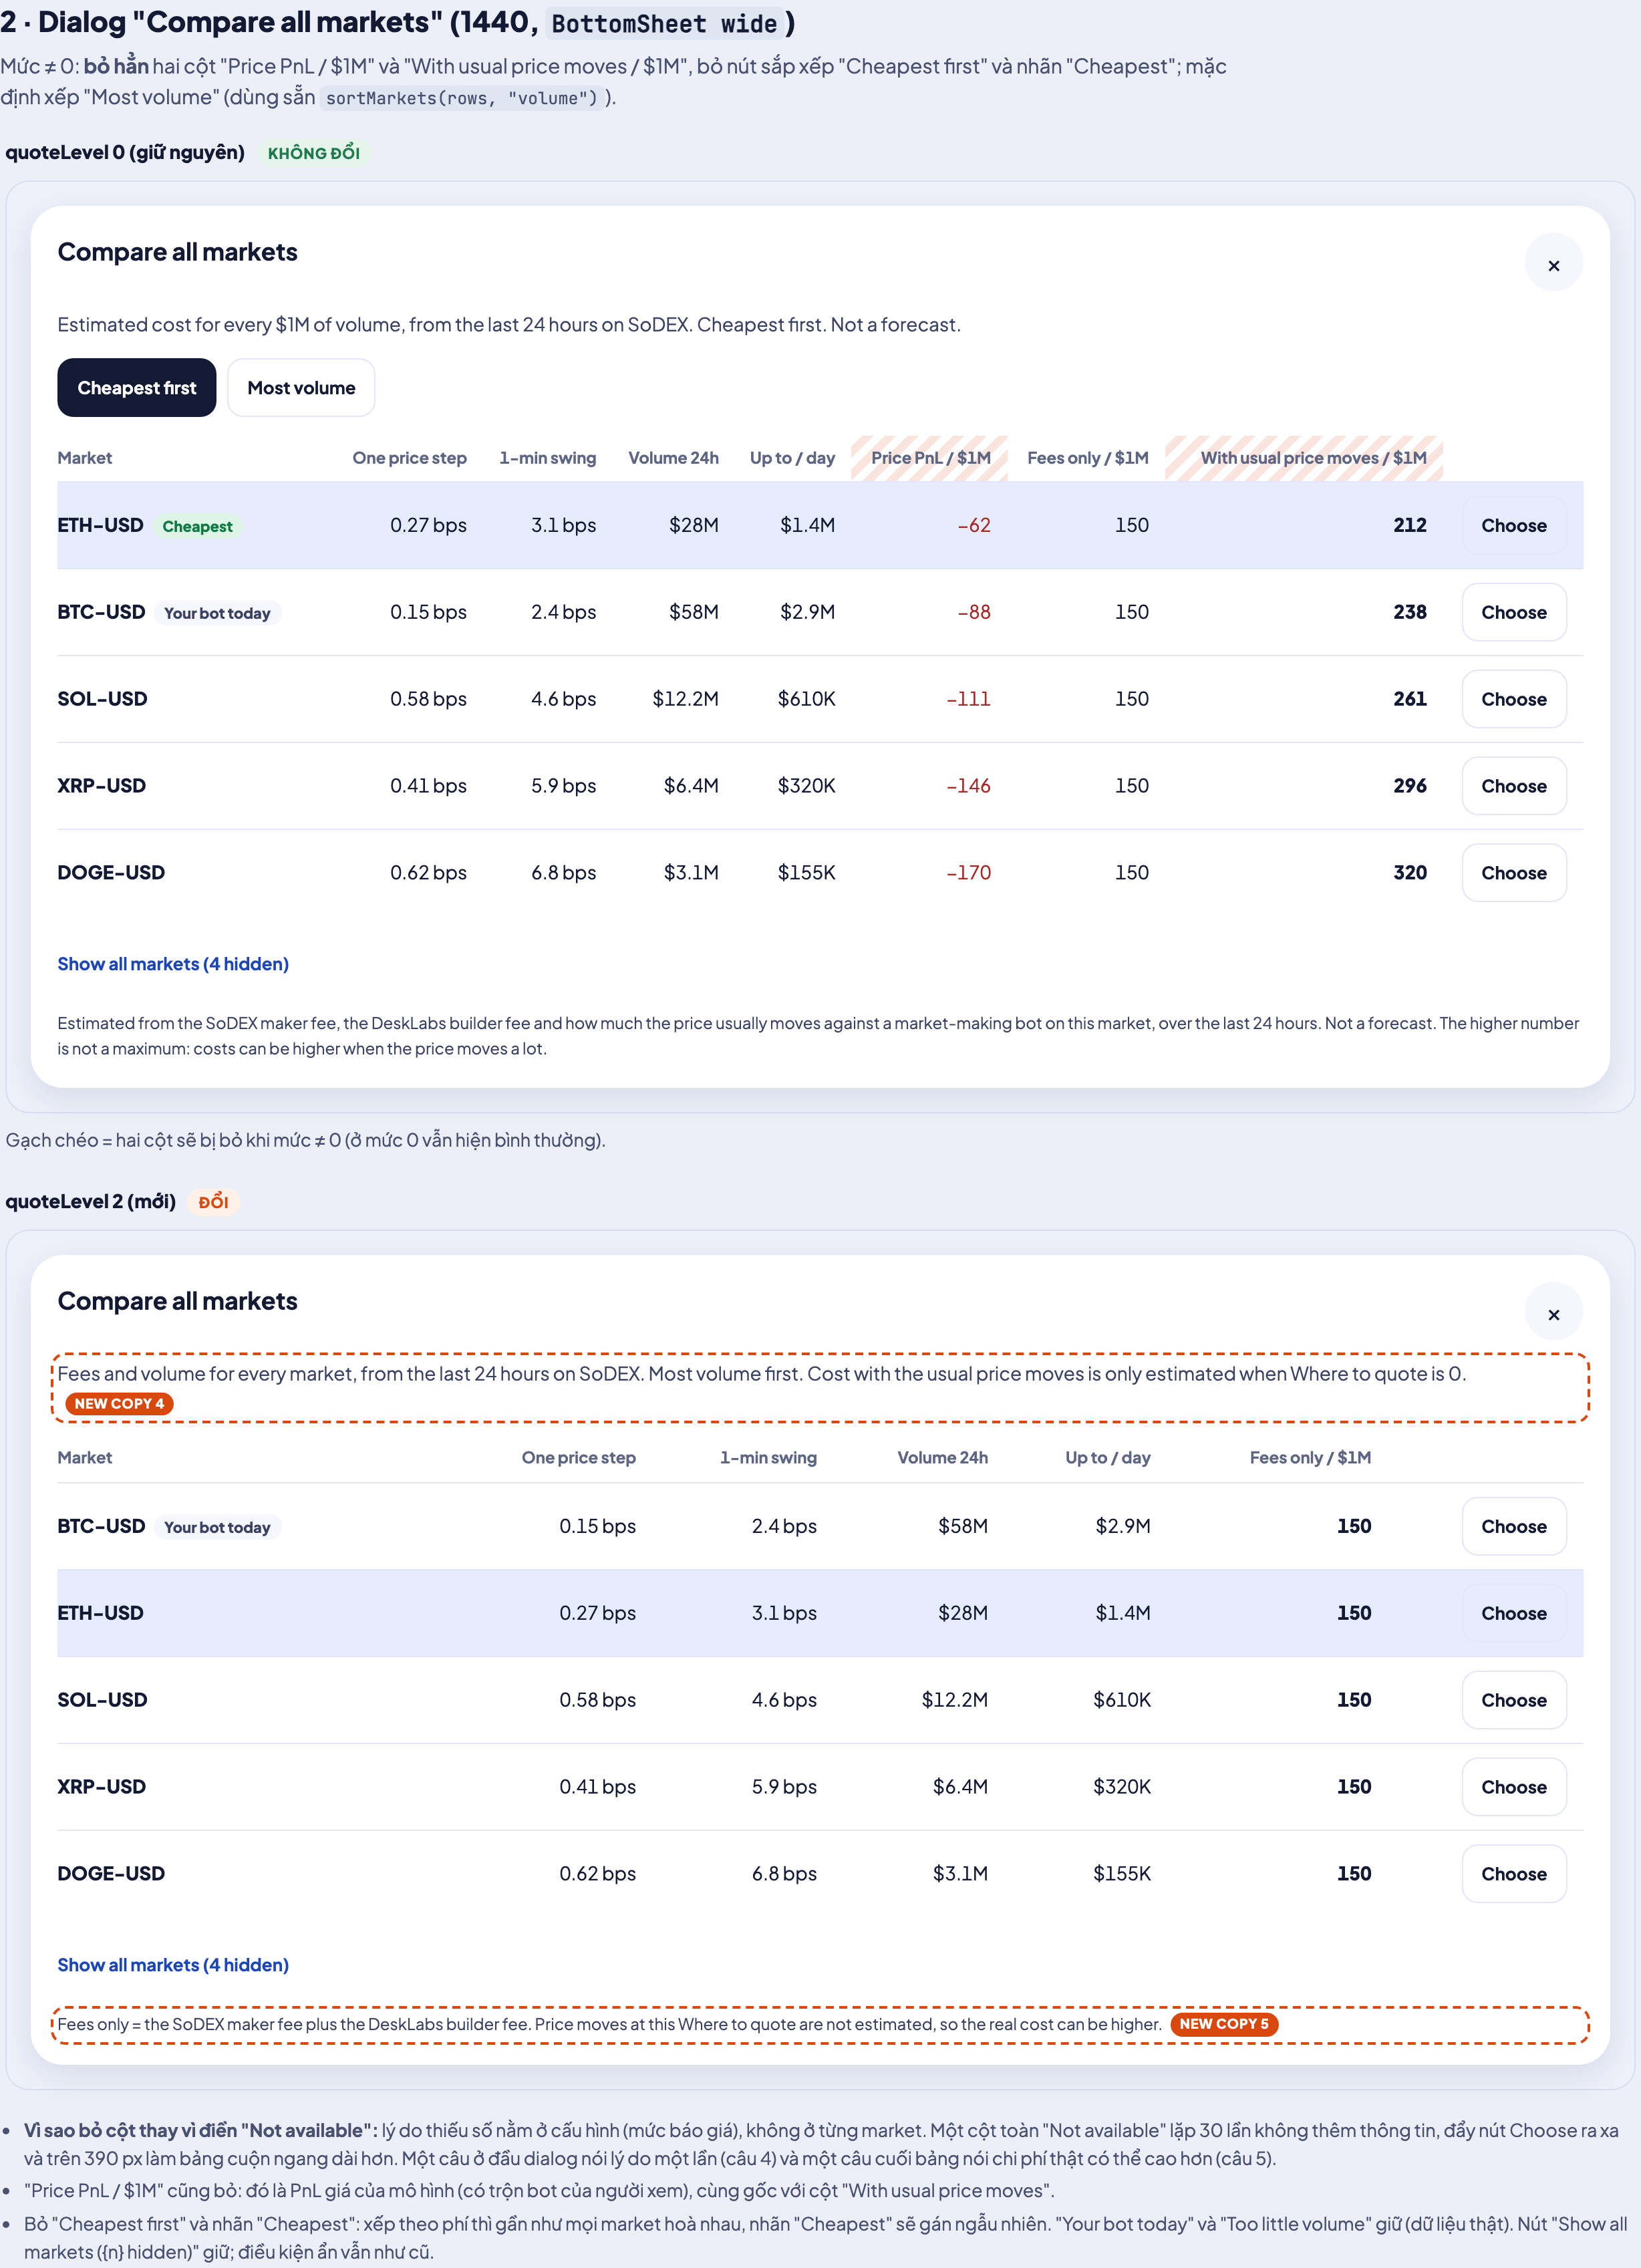 2 · Dialog "Compare all markets" (1440, BottomSheet wide)
Mức ≠ 0: bỏ hẳn hai cột "Price PnL / $1M" và "With usual price moves / $1M", bỏ nút sắp xếp "Cheapest first" và nhãn "Cheapest"; mặc
định xếp "Most volume" (dùng sẵn sortMarkets(rows, "volume") ).
quoteLevel 0 (giữ nguyên) KHÔNG ĐỔI
Compare all markets
×
Estimated cost for every $1M of volume, from the last 24 hours on SoDEX. Cheapest first. Not a forecast.
Cheapest first Most volume
Market One price step 1-min swing Volume 24h Up to / day Price PnL / $1M Fees only / $1M With usual price moves / $1M
ETH-USD Cheapest 0.27 bps 3.1 bps $28M $1.4M -62 150 212 Choose
BTC-USD Your bot today 0.15 bps 2.4 bps $58M $2.9M -88 150 238 Choose
SOL-USD 0.58 bps 4.6 bps $12.2M $610K -111 150 261 Choose
XRP-USD 0.41 bps 5.9 bps $6.4M $320K -146 150 296 Choose
DOGE-USD 0.62 bps 6.8 bps $3.1M $155K -170 150 320 Choose
Show all markets (4 hidden)
Estimated from the SoDEX maker fee, the DeskLabs builder fee and how much the price usually moves against a market-making bot on this market, over the last 24 hours. Not a forecast. The higher number
is not a maximum: costs can be higher when the price moves a lot.
Gạch chéo = hai cột sẽ bị bỏ khi mức ≠ 0 (ở mức 0 vẫn hiện bình thường).
quoteLevel 2 (mới) ĐỔI
Compare all markets
×
Fees and volume for every market, from the last 24 hours on SoDEX. Most volume first. Cost with the usual price moves is only estimated when Where to quote is 0.
NEW COPY 4
Market One price step 1-min swing Volume 24h Up to / day Fees only / $1M
BTC-USD Your bot today 0.15 bps 2.4 bps $58M $2.9M 150 Choose
ETH-USD 0.27 bps 3.1 bps $28M $1.4M 150 Choose
SOL-USD 0.58 bps 4.6 bps $12.2M $610K 150 Choose
XRP-USD 0.41 bps 5.9 bps $6.4M $320K 150 Choose
DOGE-USD 0.62 bps 6.8 bps $3.1M $155K 150 Choose
Show all markets (4 hidden)
Fees only = the SoDEX maker fee plus the DeskLabs builder fee. Price moves at this Where to quote are not estimated, so the real cost can be higher. NEW COPY 5
• Vì sao bỏ cột thay vì điền "Not available": lý do thiếu số nằm ở cấu hình (mức báo giá), không ở từng market. Một cột toàn "Not available" lặp 30 lần không thêm thông tin, đẩy nút Choose ra xa
và trên 390 px làm bảng cuộn ngang dài hơn. Một câu ở đầu dialog nói lý do một lần (câu 4) và một câu cuối bảng nói chi phí thật có thể cao hơn (câu 5).
• "Price PnL / $1M" cũng bỏ: đó là PnL giá của mô hình (có trộn bot của người xem), cùng gốc với cột "With usual price moves".
• Bỏ "Cheapest first" và nhãn "Cheapest": xếp theo phí thì gần như mọi market hoà nhau, nhãn "Cheapest" sẽ gán ngẫu nhiên. "Your bot today" và "Too little volume" giữ (dữ liệu thật). Nút "Show all
markets ({n} hidden)" giữ; điều kiện ẩn vẫn như cũ.